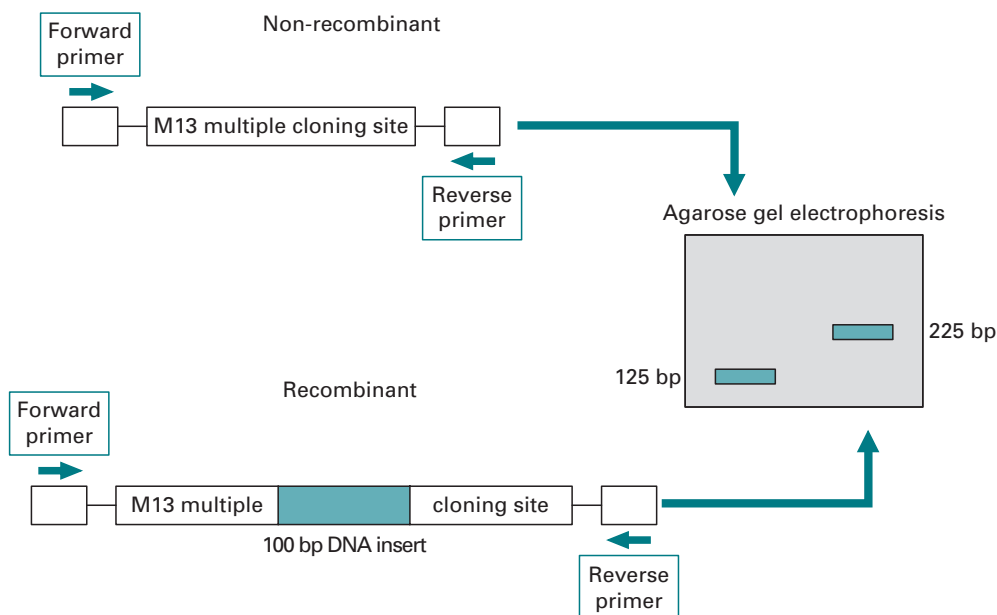 Non-recombinant
Forward
primer
M13 multiple cloning site
Reverse
primer
Agarose gel electrophoresis
225 bp
125 bp
Recombinant
Forward
primer
M13 multiple
cloning site
100 bp DNA insert
Reverse
primer